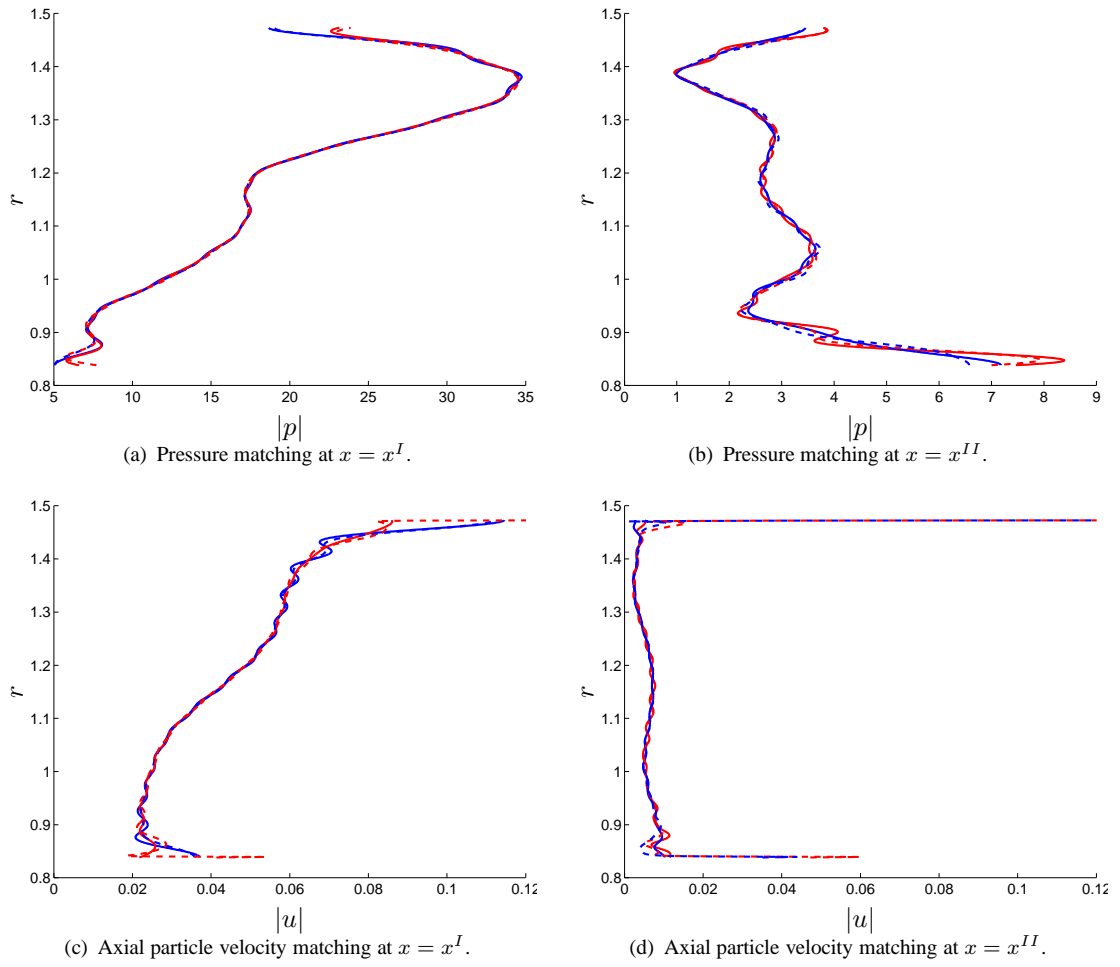 1.5
1.4
1.3
1.2
1.1
1
0.9
0.8
r
5 10 15 20 25 30 35
|p|
(a) Pressure matching at x = x^I.
1.5
1.4
1.3
1.2
1.1
1
0.9
0.8
r
0 1 2 3 4 5 6 7 8 9
|p|
(b) Pressure matching at x = x^{II}.
1.5
1.4
1.3
1.2
1.1
1
0.9
0.8
r
0 0.02 0.04 0.06 0.08 0.1 0.12
|u|
(c) Axial particle velocity matching at x = x^I.
1.5
1.4
1.3
1.2
1.1
1
0.9
0.8
r
0 0.02 0.04 0.06 0.08 0.1 0.12
|u|
(d) Axial particle velocity matching at x = x^{II}.